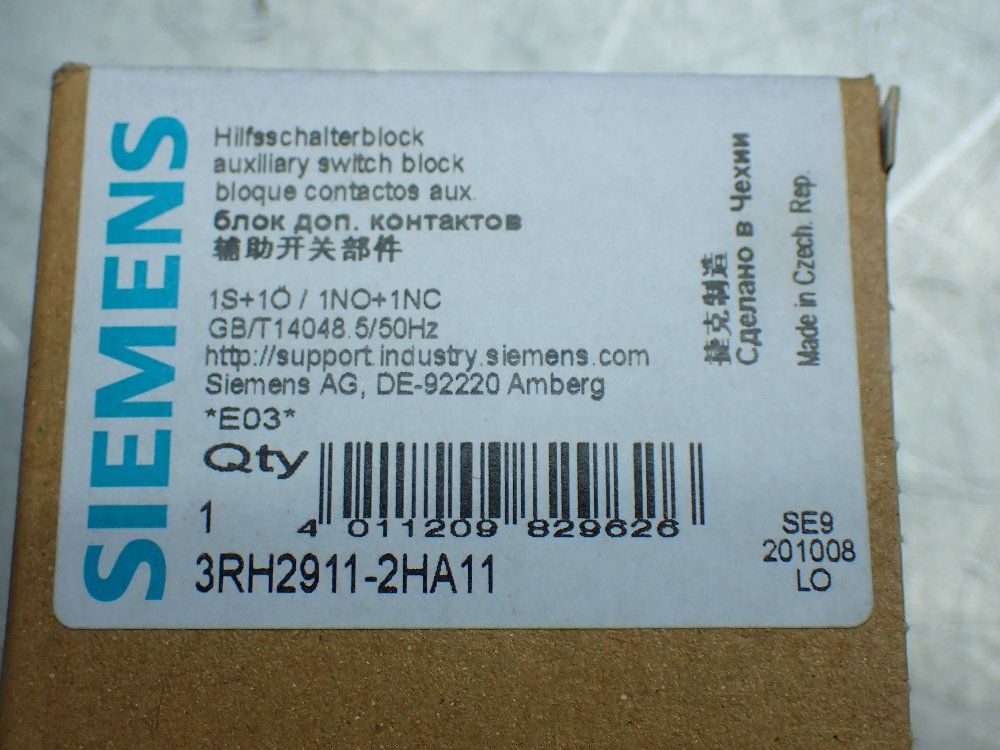 SIEMENS
Hilfsschalterblock
auxiliary switch block
bloque contactos aux.
блок доп. контактов
辅助开关部件
1S+1Ö / 1NO+1NC
GB/T14048.5/50Hz
http://support.industry.siemens.com
Siemens AG, DE-92220 Amberg
*E03*
Qty
1
4 011209 829626
3RH2911-2HA11
捷克制造
Сделано в Чехии
Made in Czech. Rep.
SE9
201008
LO